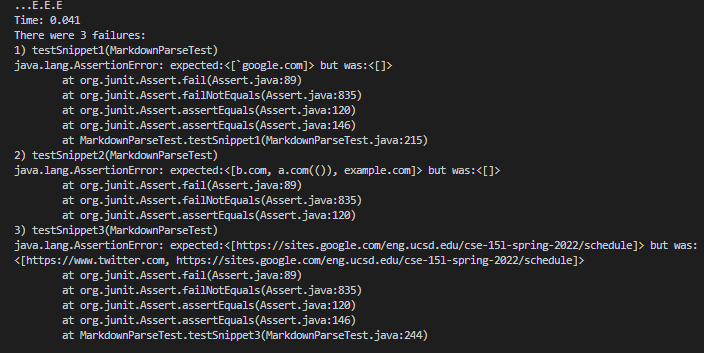 ...E.E.E
Time: 0.041
There were 3 failures:
1) testSnippet1(MarkdownParseTest)
java.lang.AssertionError: expected:<[`google.com]> but was:<[]>
        at org.junit.Assert.fail(Assert.java:89)
        at org.junit.Assert.failNotEquals(Assert.java:835)
        at org.junit.Assert.assertEquals(Assert.java:120)
        at org.junit.Assert.assertEquals(Assert.java:146)
        at MarkdownParseTest.testSnippet1(MarkdownParseTest.java:215)
2) testSnippet2(MarkdownParseTest)
java.lang.AssertionError: expected:<[b.com, a.com(()), example.com]> but was:<[]>
        at org.junit.Assert.fail(Assert.java:89)
        at org.junit.Assert.failNotEquals(Assert.java:835)
        at org.junit.Assert.assertEquals(Assert.java:120)
3) testSnippet3(MarkdownParseTest)
java.lang.AssertionError: expected:<[https://sites.google.com/eng.ucsd.edu/cse-15l-spring-2022/schedule]> but was:
<[https://www.twitter.com, https://sites.google.com/eng.ucsd.edu/cse-15l-spring-2022/schedule]>
        at org.junit.Assert.fail(Assert.java:89)
        at org.junit.Assert.failNotEquals(Assert.java:835)
        at org.junit.Assert.assertEquals(Assert.java:120)
        at org.junit.Assert.assertEquals(Assert.java:146)
        at MarkdownParseTest.testSnippet3(MarkdownParseTest.java:244)